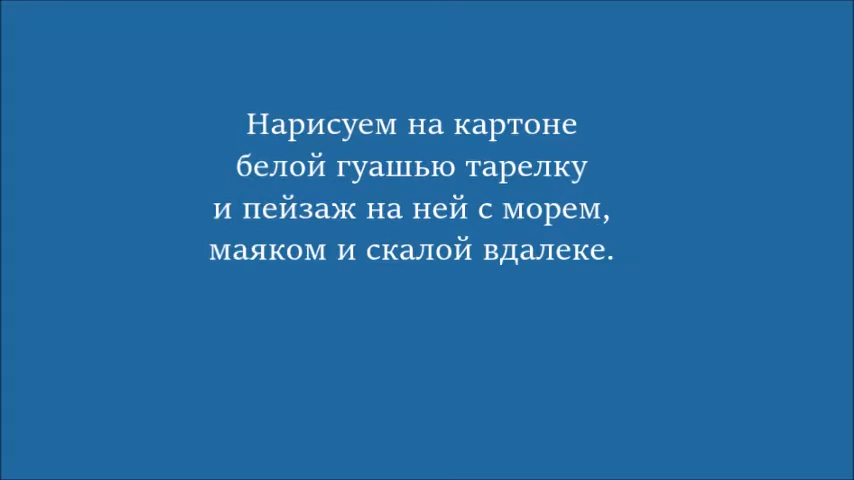 Нарисуем на картоне
белой гуашью тарелку
и пейзаж на ней с морем,
маяком и скалой вдалеке.